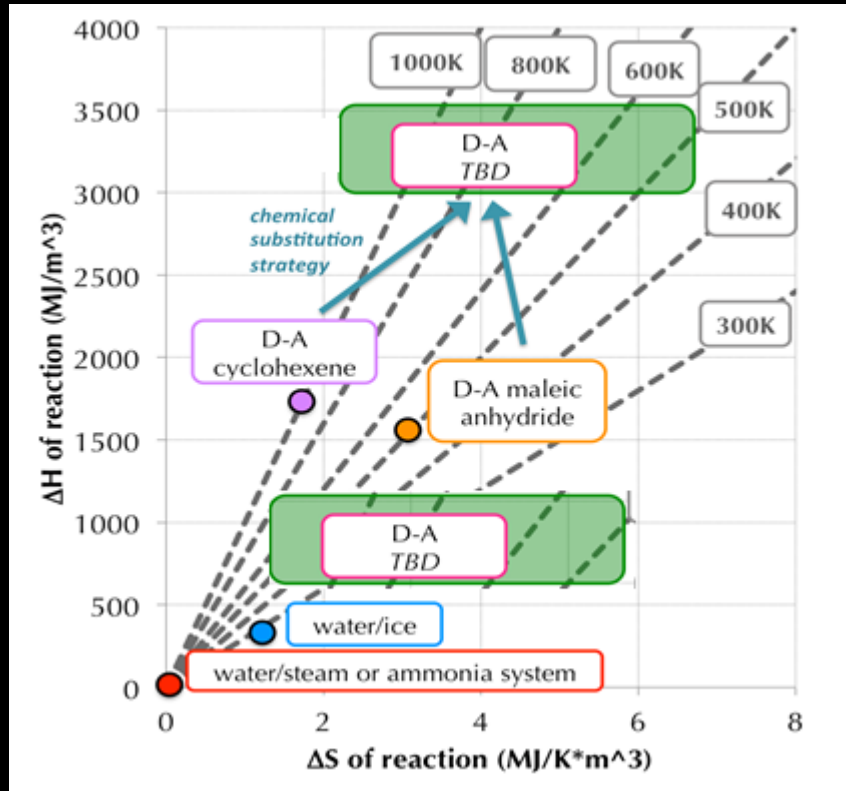 4000
3500
3000
2500
2000
1500
1000
500
0
ΔH of reaction (MJ/m^3)
1000K
800K
600K
500K
400K
300K
D-A
TBD
chemical
substitution
strategy
D-A
cyclohexene
D-A maleic
anhydride
D-A
TBD
water/ice
water/steam or ammonia system
0
2
4
6
8
ΔS of reaction (MJ/K*m^3)